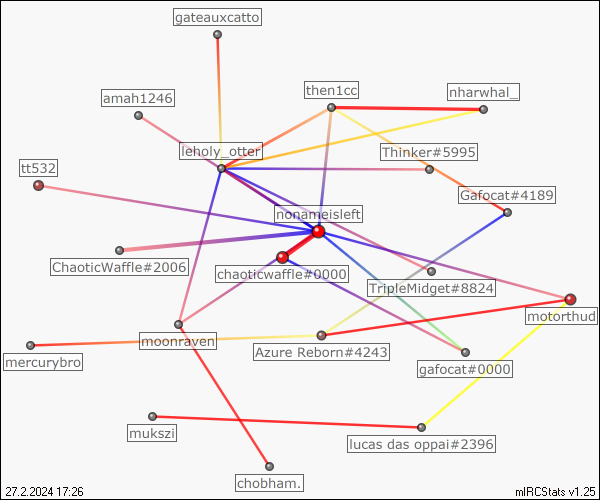 gateauxcatto
then1cc
nharwhal_
amah1246
leholy_otter
Thinker#5995
tt532
Gafocat#4189
nonameisleft
ChaoticWaffle#2006
chaoticwaffle#0000
TripleMidget#8824
motorthud
moonraven
mercurybro
Azure Reborn#4243
gafocat#0000
mukszi
lucas das oppai#2396
chobham.
27.2.2024 17:26
mIRCStats v1.25